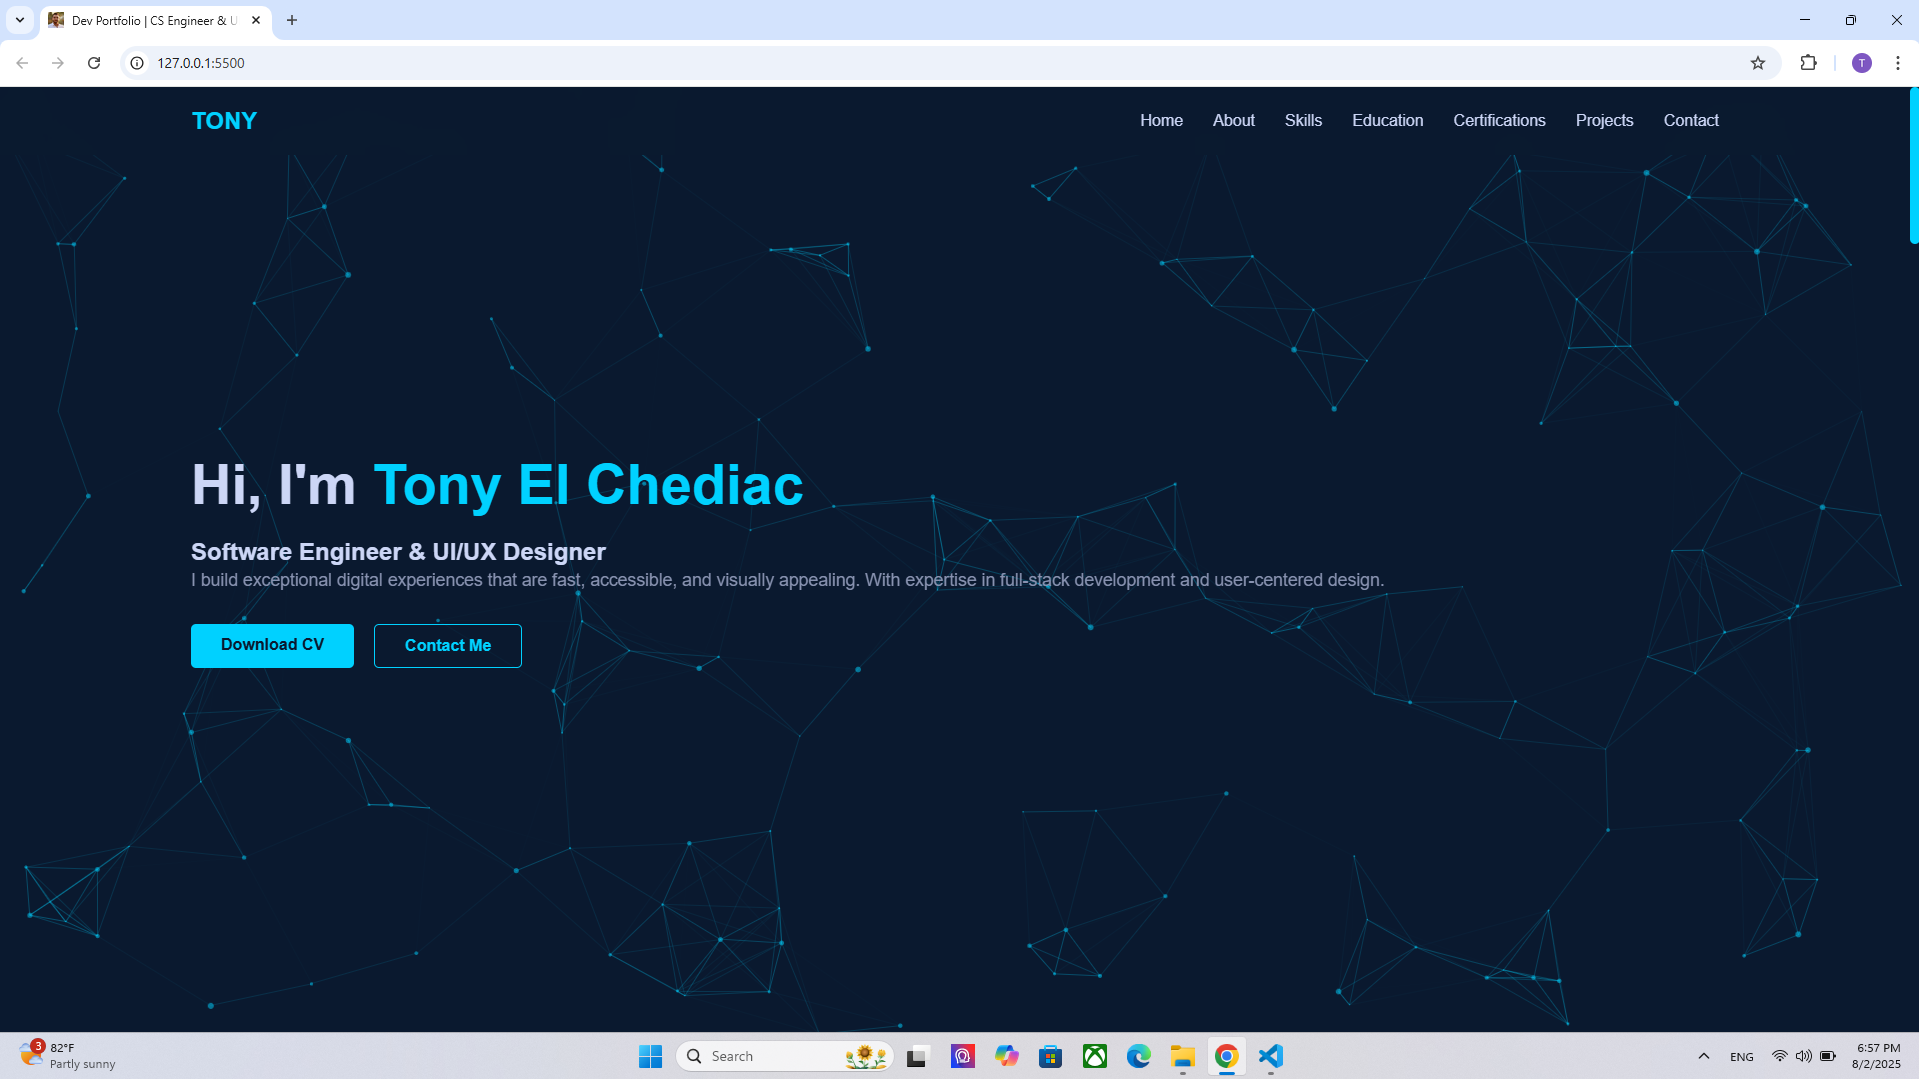 Dev Portfolio | CS Engineer & U
127.0.0.1:5500
T
TONY
Home About Skills Education Certifications Projects Contact
Hi, I'm Tony El Chediac
Software Engineer & UI/UX Designer
I build exceptional digital experiences that are fast, accessible, and visually appealing. With expertise in full-stack development and user-centered design.
Download CV Contact Me
3
82°F
Partly sunny
Search
ENG
6:57 PM
8/2/2025